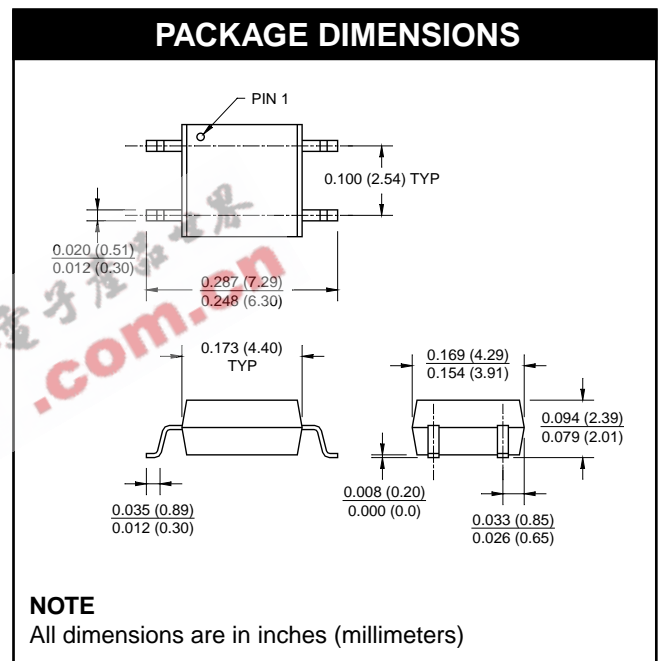 PACKAGE DIMENSIONS
PIN 1
0.100 (2.54) TYP
0.020 (0.51)
0.012 (0.30)
0.287 (7.29)
0.248 (6.30)
.com.cn
0.173 (4.40)
TYP
0.169 (4.29)
0.154 (3.91)
0.094 (2.39)
0.079 (2.01)
0.008 (0.20)
0.000 (0.0)
0.035 (0.89)
0.012 (0.30)
0.033 (0.85)
0.026 (0.65)
NOTE
All dimensions are in inches (millimeters)